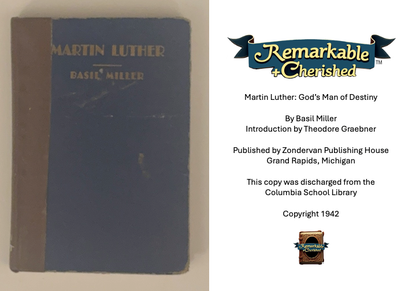 MARTIN LUTHER
BASIL MILLER
Remarkable
+Cherished™
Martin Luther: God's Man of Destiny
By Basil Miller
Introduction by Theodore Graebner
Published by Zondervan Publishing House
Grand Rapids, Michigan
This copy was discharged from the
Columbia School Library
Copyright 1942
Remarkable
+Cherished